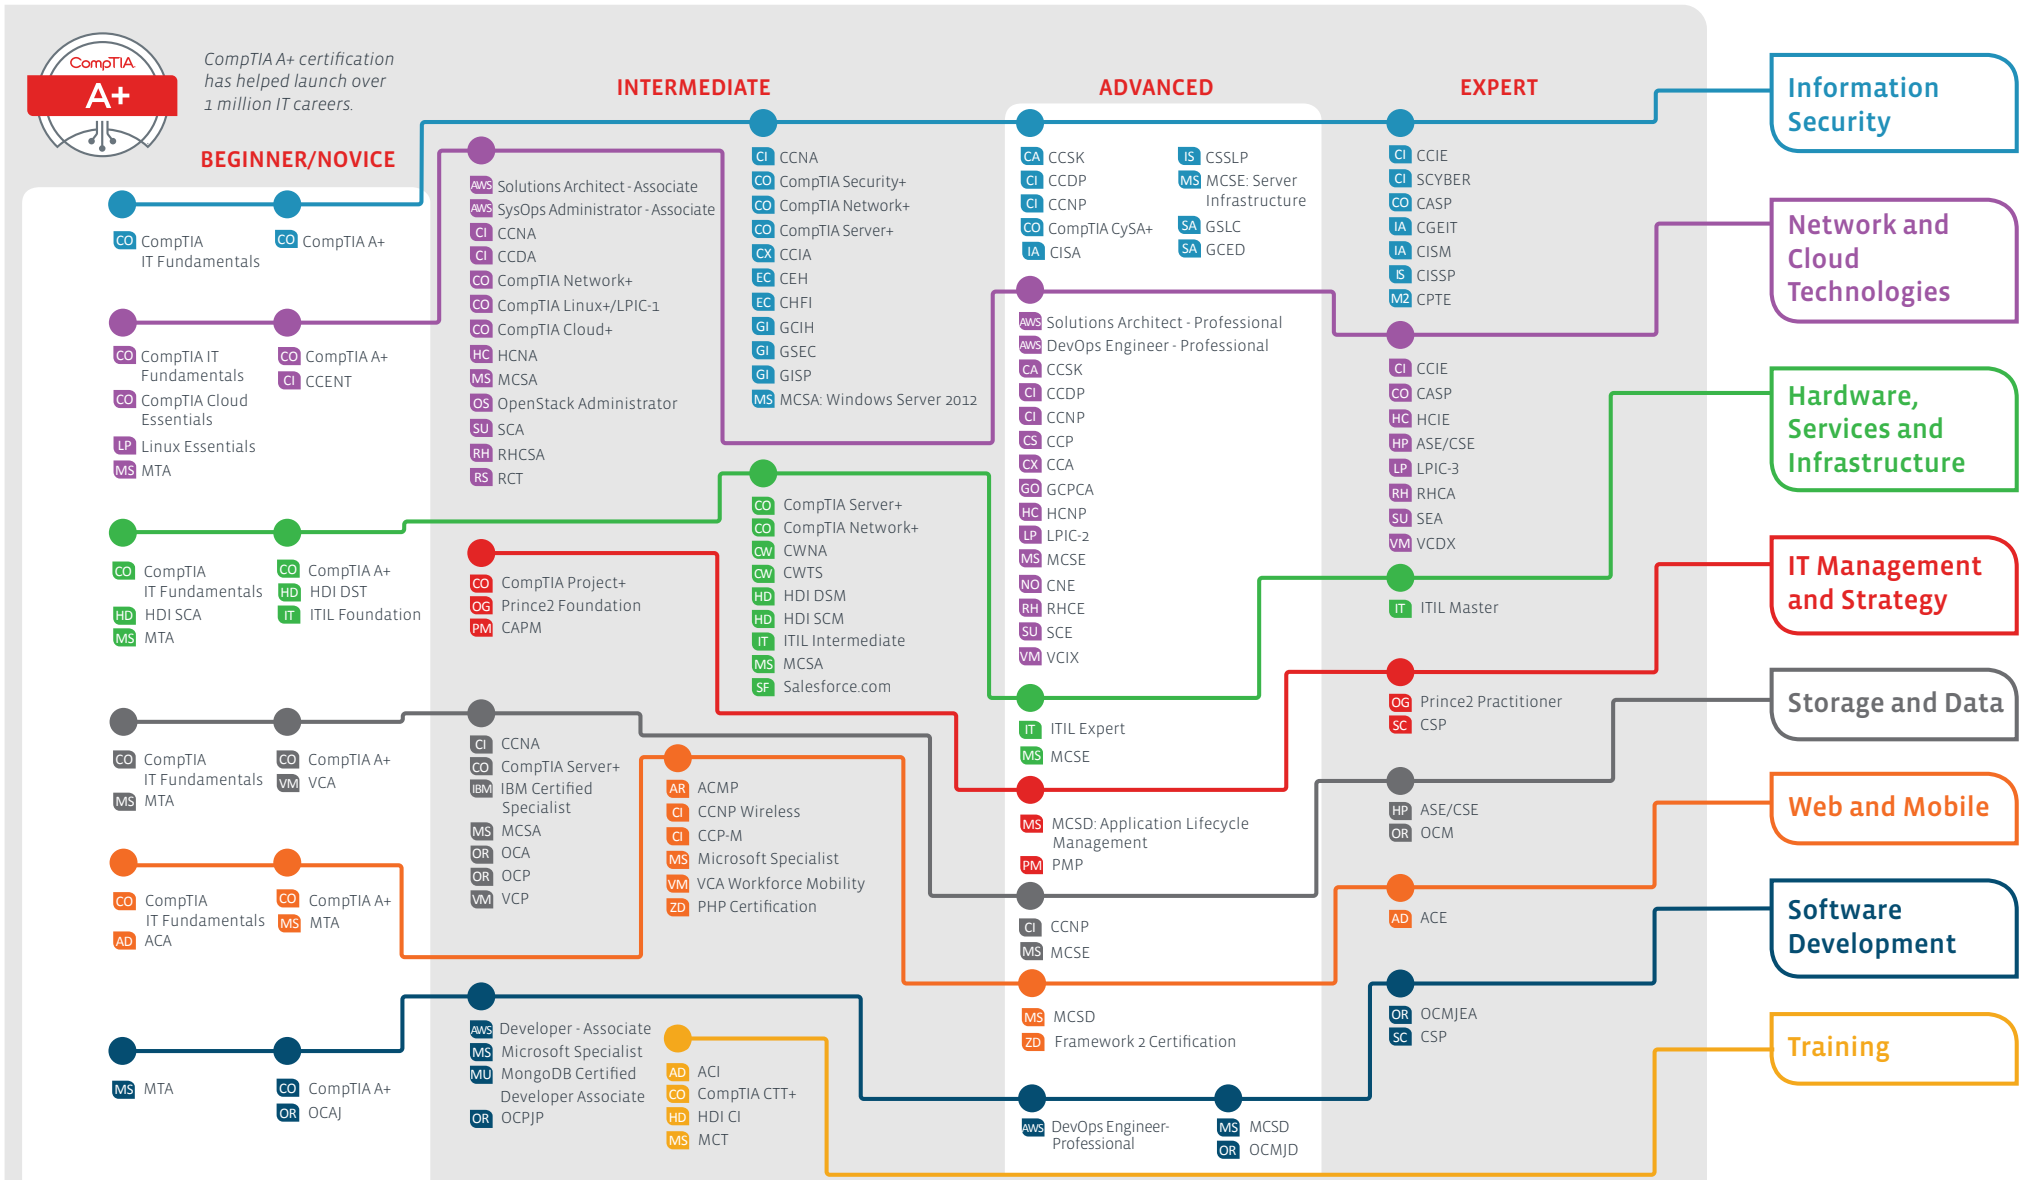 CompTIA
A+
CompTIA A+ certification
has helped launch over
1 million IT careers.
BEGINNER/NOVICE
INTERMEDIATE
ADVANCED
EXPERT
CO CompTIA
IT Fundamentals
CO CompTIA A+
CI CCNA
CO CompTIA Security+
CO CompTIA Network+
CO CompTIA Server+
CX CCIA
EC CEH
EC CHFI
GI GCIH
GI GSEC
GI GISP
MS MCSA: Windows Server 2012
CA CCSK
CI CCDP
CI CCNP
CO CompTIA CySA+
IA CISA
IS CSSLP
MS MCSE: Server
Infrastructure
SA GSLC
SA GCED
CI CCIE
CI SCYBER
CO CASP
IA CGEIT
IA CISM
IS CISSP
M2 CPTE
Information
Security
CO CompTIA IT
Fundamentals
CO CompTIA Cloud
Essentials
LP Linux Essentials
MS MTA
CO CompTIA A+
CI CCENT
AWS Solutions Architect - Associate
AWS SysOps Administrator - Associate
CI CCNA
CI CCDA
CO CompTIA Network+
CO CompTIA Linux+/LPIC-1
CO CompTIA Cloud+
HC HCNA
MS MCSA
OS OpenStack Administrator
SU SCA
RH RHCSA
RS RCT
AWS Solutions Architect - Professional
AWS DevOps Engineer - Professional
CA CCSK
CI CCDP
CI CCNP
CS CCP
CX CCA
GO GCPCA
HC HCNP
LP LPIC-2
MS MCSE
NO CNE
RH RHCE
SU SCE
VM VCIX
CI CCIE
CO CASP
HC HCIE
HP ASE/CSE
LP LPIC-3
RH RHCA
SU SEA
VM VCDX
Network and
Cloud
Technologies
CO CompTIA
IT Fundamentals
HD HDI SCA
MS MTA
CO CompTIA A+
HD HDI DST
IT ITIL Foundation
CO CompTIA Server+
CO CompTIA Network+
CW CWNA
CW CWTS
HD HDI DSM
HD HDI SCM
IT ITIL Intermediate
MS MCSA
SF Salesforce.com
IT ITIL Expert
MS MCSE
IT ITIL Master
Hardware,
Services and
Infrastructure
CO CompTIA Project+
OG Prince2 Foundation
PM CAPM
MS MCSD: Application Lifecycle
Management
PM PMP
OG Prince2 Practitioner
SC CSP
IT Management
and Strategy
CO CompTIA
IT Fundamentals
MS MTA
CO CompTIA A+
VM VCA
CI CCNA
CO CompTIA Server+
IBM IBM Certified
Specialist
MS MCSA
OR OCA
OR OCP
VM VCP
CI CCNP
MS MCSE
HP ASE/CSE
OR OCM
Storage and Data
CO CompTIA
IT Fundamentals
AD ACA
CO CompTIA A+
MS MTA
AR ACMP
CI CCNP Wireless
CI CCP-M
MS Microsoft Specialist
VM VCA Workforce Mobility
ZD PHP Certification
MS MCSD
ZD Framework 2 Certification
AD ACE
Web and Mobile
MS MTA
CO CompTIA A+
OR OCAJ
AWS Developer - Associate
MS Microsoft Specialist
MU MongoDB Certified
Developer Associate
OR OCPJP
AWS DevOps Engineer-
Professional
MS MCSD
OR OCMJD
OR OCMJEA
SC CSP
Software
Development
AD ACI
CO CompTIA CTT+
HD HDI CI
MS MCT
Training